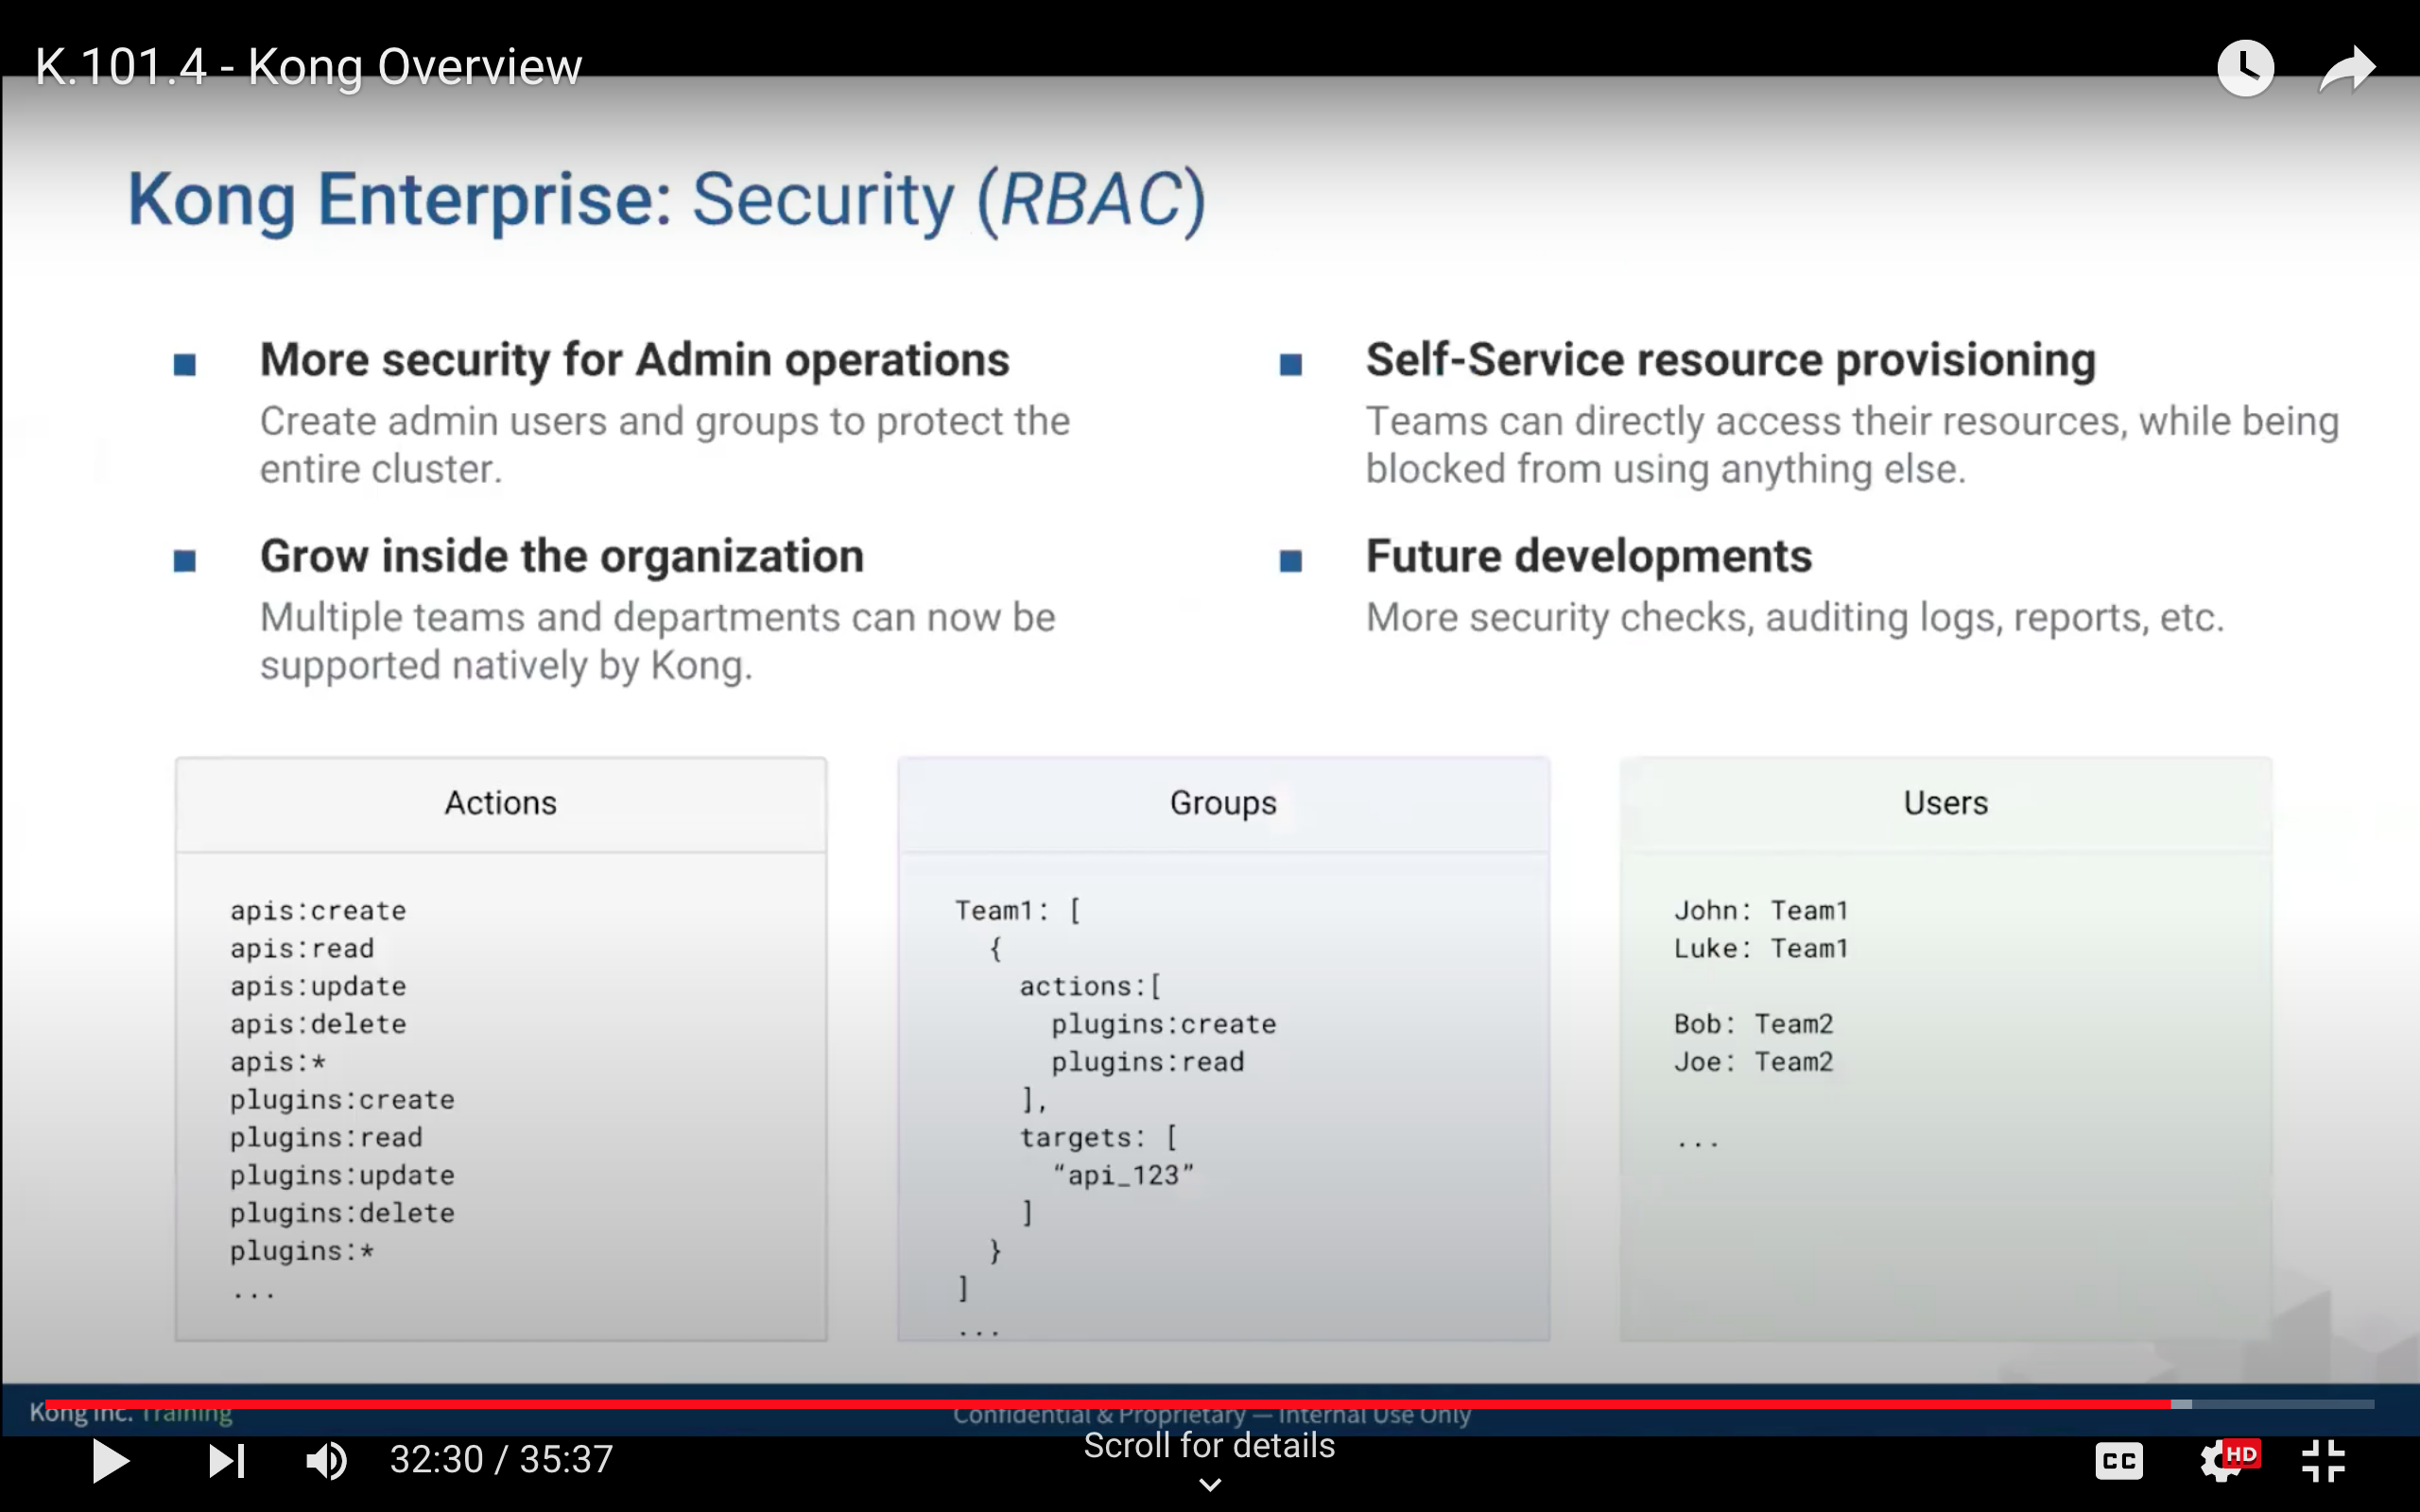 K.101.4 - Kong Overview
Kong Enterprise: Security (RBAC)
More security for Admin operations
Create admin users and groups to protect the
entire cluster.
Grow inside the organization
Multiple teams and departments can now be
supported natively by Kong.
Self-Service resource provisioning
Teams can directly access their resources, while being
blocked from using anything else.
Future developments
More security checks, auditing logs, reports, etc.
Actions
apis:create
apis:read
apis:update
apis:delete
apis:*
plugins:create
plugins:read
plugins:update
plugins:delete
plugins:*
...
Groups
Team1: [
{
actions:[
plugins:create
plugins:read
],
targets: [
“api_123”
]
}
]
...
Users
John: Team1
Luke: Team1
Bob: Team2
Joe: Team2
...
Kong Inc. Training
Confidential & Proprietary — Internal Use Only
32:30 / 35:37
Scroll for details
CC
HD